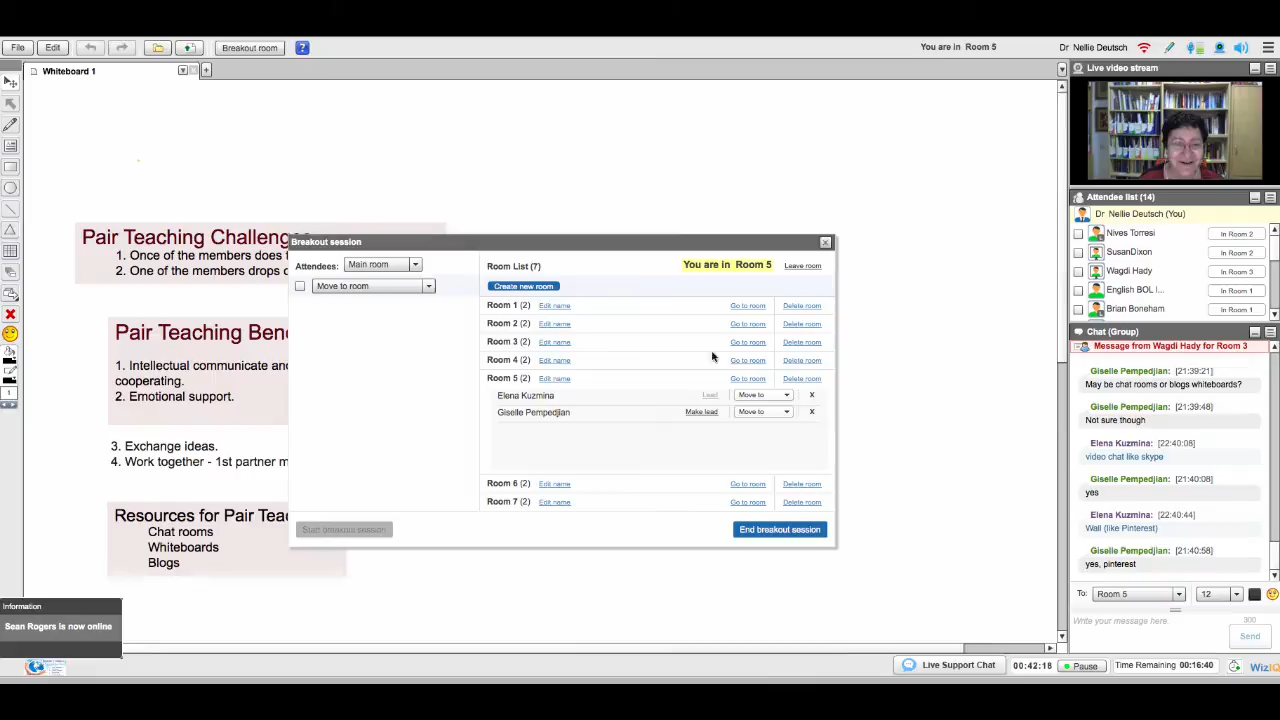 File
Edit
Breakout room
?
You are in Room 5
Dr Nellie Deutsch
Whiteboard 1
+
Pair Teaching Challenge
1. Once of the members does
2. One of the members drops
Pair Teaching Ben
1. Intellectual communicate and
cooperating.
2. Emotional support.
3. Exchange ideas.
4. Work together - 1st partner m
Resources for Pair Tea
Chat rooms
Whiteboards
Blogs
Information
Sean Rogers is now online
Breakout session
Attendees: Main room
Move to room
Room List (7)
You are in Room 5
Leave room
Create new room
Room 1 (2) Edit name Go to room Delete room
Room 2 (2) Edit name Go to room Delete room
Room 3 (2) Edit name Go to room Delete room
Room 4 (2) Edit name Go to room Delete room
Room 5 (2) Edit name Go to room Delete room
Elena Kuzmina Lead Move to X
Giselle Pempedjian Make lead Move to X
Room 6 (2) Edit name Go to room Delete room
Room 7 (2) Edit name Go to room Delete room
Start breakout session
End breakout session
Live video stream
Attendee list (14)
Dr Nellie Deutsch (You)
Nives Torresi In Room 2
SusanDixon In Room 2
Wagdi Hady In Room 3
English BOL I... In Room 1
Brian Bonehom In Room 1
Chat (Group)
Message from Wagdi Hady for Room 3
Giselle Pempedjian [21:39:21]
May be chat rooms or blogs whiteboards?
Giselle Pempedjian [21:39:48]
Not sure though
Elena Kuzmina [22:40:08]
video chat like skype
Giselle Pempedjian [21:40:08]
yes
Elena Kuzmina [22:40:44]
Wall (like Pinterest)
Giselle Pempedjian [21:40:58]
yes, pinterest
To: Room 5 12
Write your message here.
300
Send
1
Live Support Chat
00:42:18
Pause
Time Remaining 00:16:40
WizIQ